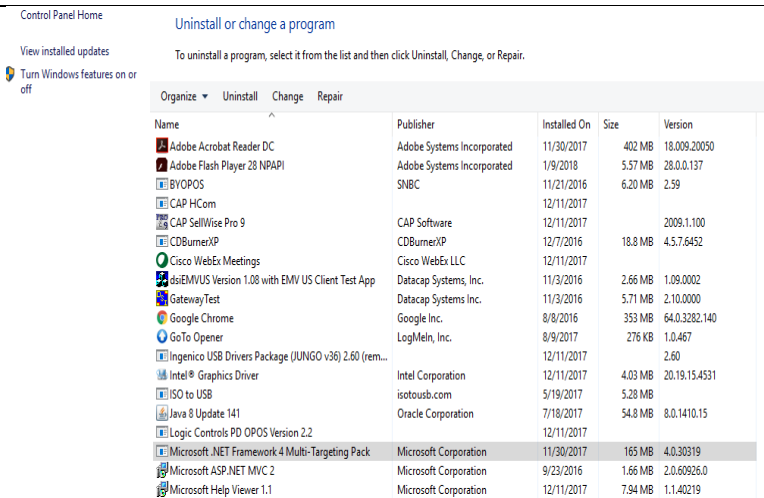 Control Panel Home
View installed updates
Turn Windows features on or
off
Uninstall or change a program
To uninstall a program, select it from the list and then click Uninstall, Change, or Repair.
Organize Uninstall Change Repair
Name Publisher Installed On Size Version
Adobe Acrobat Reader DC Adobe Systems Incorporated 11/30/2017 402 MB 18.009.20050
Adobe Flash Player 28 NPAPI Adobe Systems Incorporated 1/9/2018 5.57 MB 28.0.0.137
BYOPOS SNBC 11/21/2016 6.20 MB 2.59
CAP HCom 12/11/2017
CAP SellWise Pro 9 CAP Software 12/11/2017 2009.1.100
CDBurnerXP CDBurnerXP 12/7/2016 18.8 MB 4.5.7.6452
Cisco WebEx Meetings Cisco WebEx LLC 12/11/2017
dsiEMVUS Version 1.08 with EMV US Client Test App Datacap Systems, Inc. 11/3/2016 2.66 MB 1.09.0002
GatewayTest Datacap Systems Inc. 11/3/2016 5.71 MB 2.10.0000
Google Chrome Google Inc. 8/8/2016 353 MB 64.0.3282.140
GoTo Opener LogMeIn, Inc. 8/9/2017 276 KB 1.0.467
Ingenico USB Drivers Package (JUNGO v36) 2.60 (rem... 12/11/2017 2.60
Intel® Graphics Driver Intel Corporation 12/11/2017 4.03 MB 20.19.15.4531
ISO to USB isotousb.com 5/19/2017 5.28 MB
Java 8 Update 141 Oracle Corporation 7/18/2017 54.8 MB 8.0.1410.15
Logic Controls PD OPOS Version 2.2 12/11/2017
Microsoft .NET Framework 4 Multi-Targeting Pack Microsoft Corporation 11/30/2017 165 MB 4.0.30319
Microsoft ASP.NET MVC 2 Microsoft Corporation 9/23/2016 1.66 MB 2.0.60926.0
Microsoft Help Viewer 1.1 Microsoft Corporation 12/11/2017 7.94 MB 1.1.40219